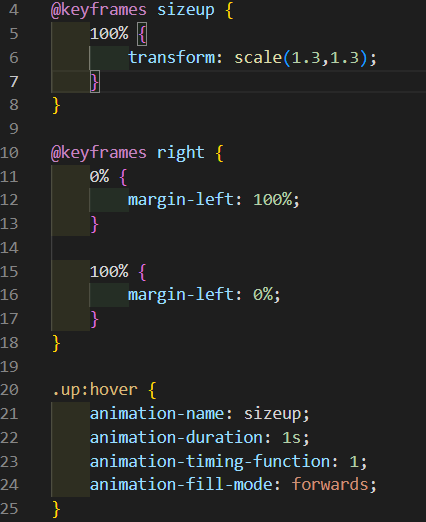 4 @keyframes sizeup {
5     100% {
6         transform: scale(1.3,1.3);
7     }
8 }
9
10 @keyframes right {
11     0% {
12         margin-left: 100%;
13     }
14
15     100% {
16         margin-left: 0%;
17     }
18 }
19
20 .up:hover {
21     animation-name: sizeup;
22     animation-duration: 1s;
23     animation-timing-function: 1;
24     animation-fill-mode: forwards;
25 }